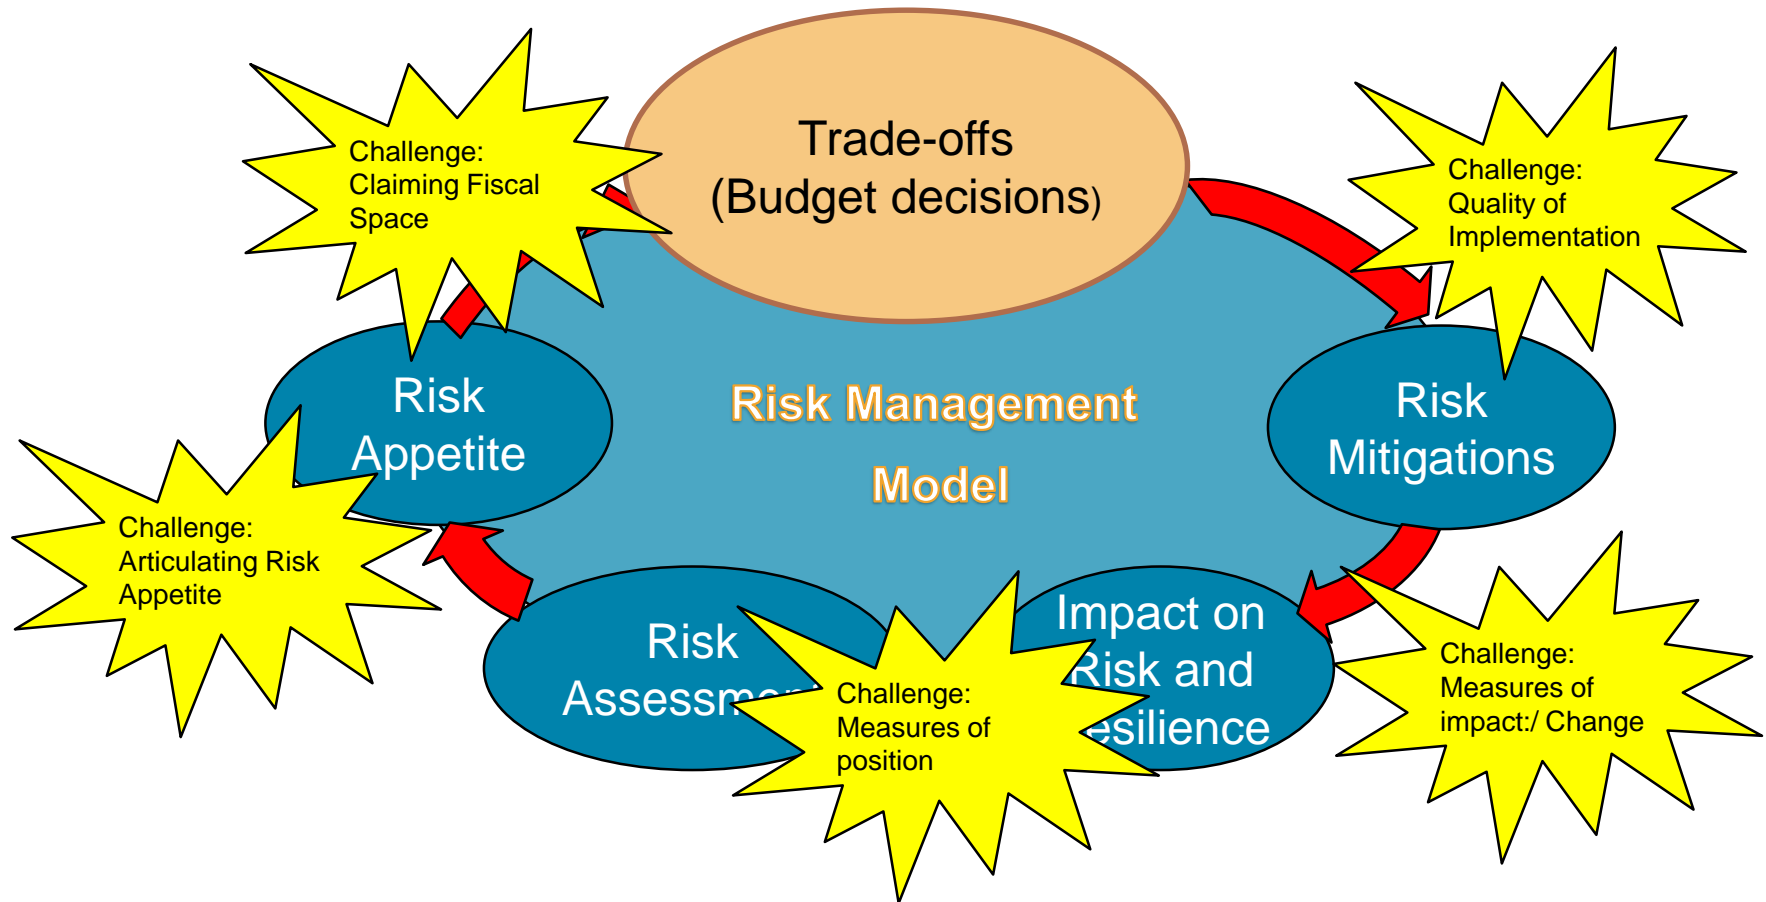 Trade-offs
(Budget decisions)
Challenge:
Claiming Fiscal
Space
Challenge:
Quality of
Implementation
Risk
Appetite
Risk Management
Model
Risk
Mitigations
Challenge:
Articulating Risk
Appetite
Risk
Challenge:
Measures of
position
Impact on
Risk and
Challenge:
Measures of
impact:/ Change